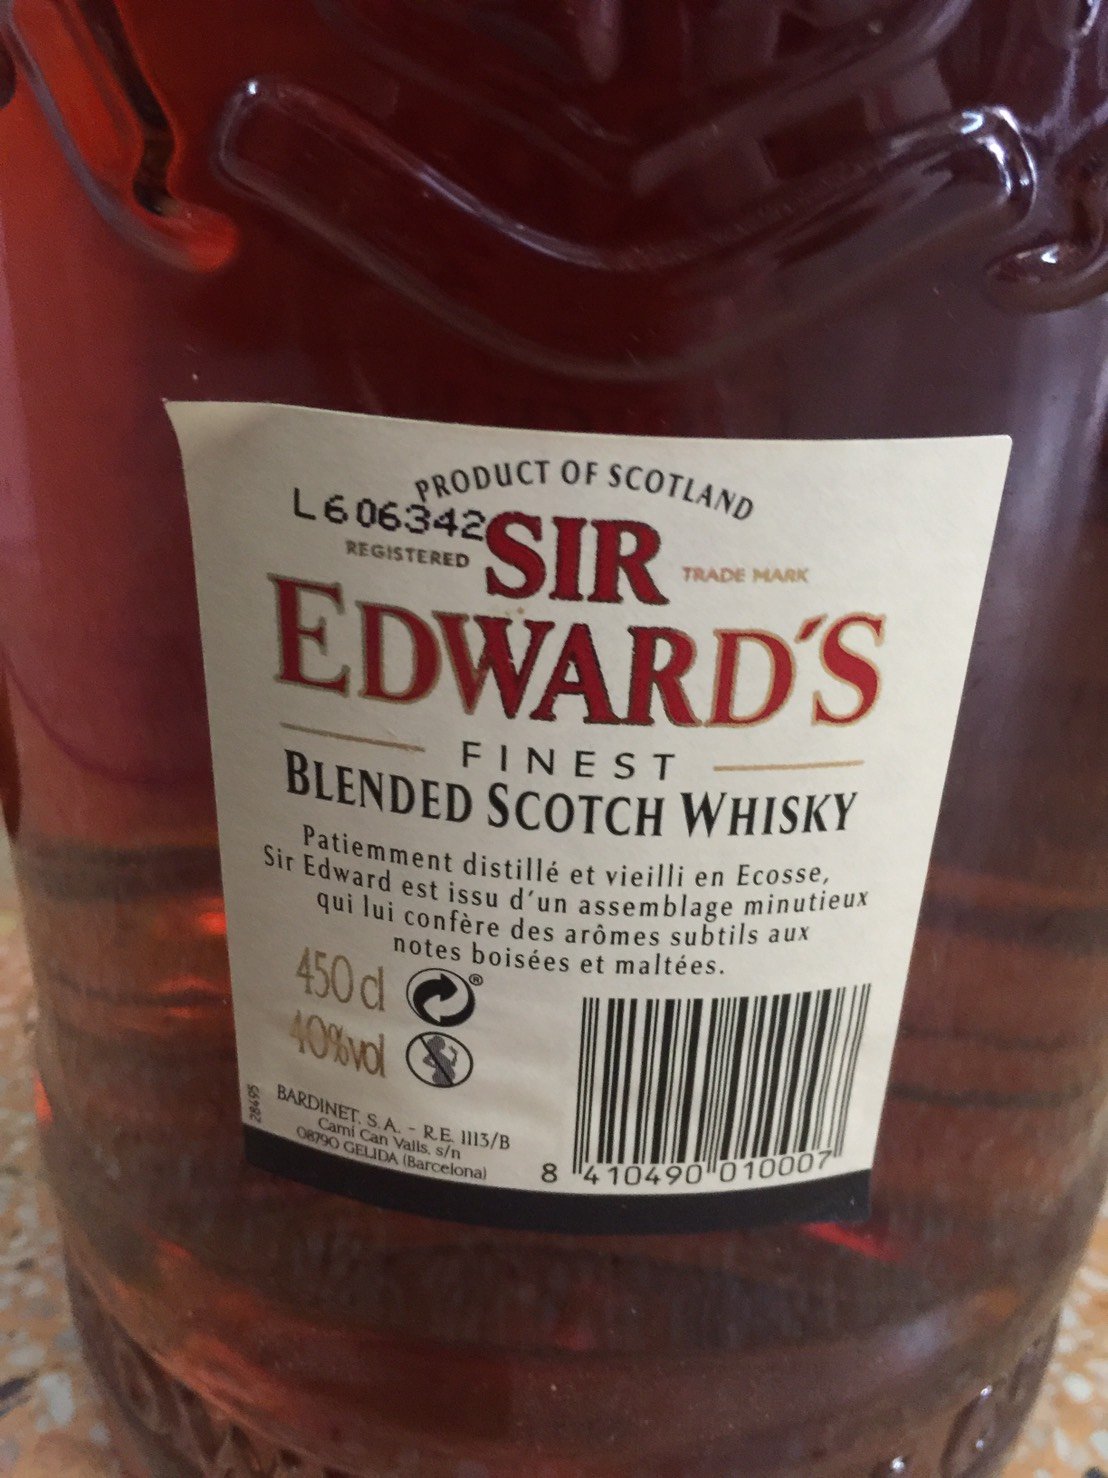 PRODUCT OF SCOTLAND
L606342
REGISTERED
SIR
TRADE MARK
EDWARD'S
FINEST
BLENDED SCOTCH WHISKY
Patiemment distillé et vieilli en Ecosse,
Sir Edward est issu d'un assemblage minutieux
qui lui confère des arômes subtils aux
notes boisées et maltées.
450 cl
®
40%vol
28495
BARDINET, S.A. - R.E. 1113/B
Camí Can Valls, s/n
08790 GELIDA (Barcelona)
8 410490 010007